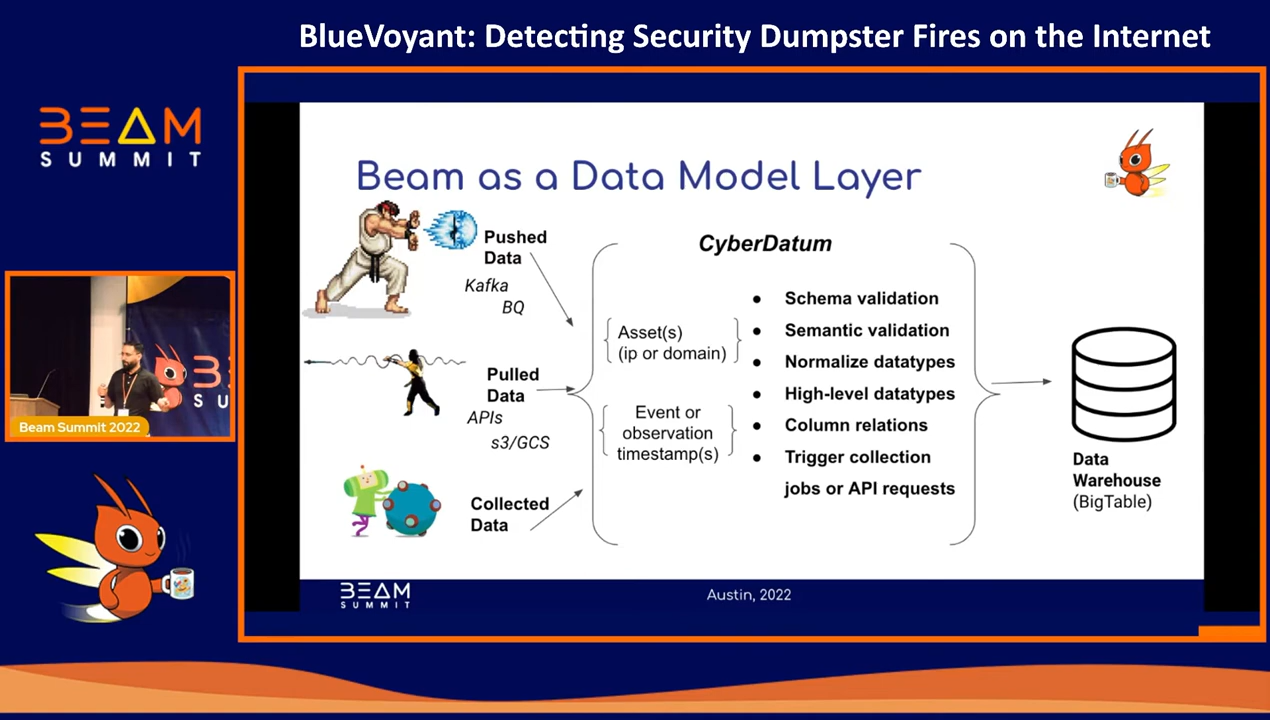 BlueVoyant: Detecting Security Dumpster Fires on the Internet
BEAM
SUMMIT
Beam as a Data Model Layer
Pushed
Data
Kafka
BQ
Pulled
Data
APIs
s3/GCS
Collected
Data
CyberDatum
Asset(s)
(ip or domain)
Event or
observation
timestamp(s)
● Schema validation
● Semantic validation
● Normalize datatypes
● High-level datatypes
● Column relations
● Trigger collection
jobs or API requests
Data
Warehouse
(BigTable)
Beam Summit 2022
BEAM
SUMMIT
Austin, 2022